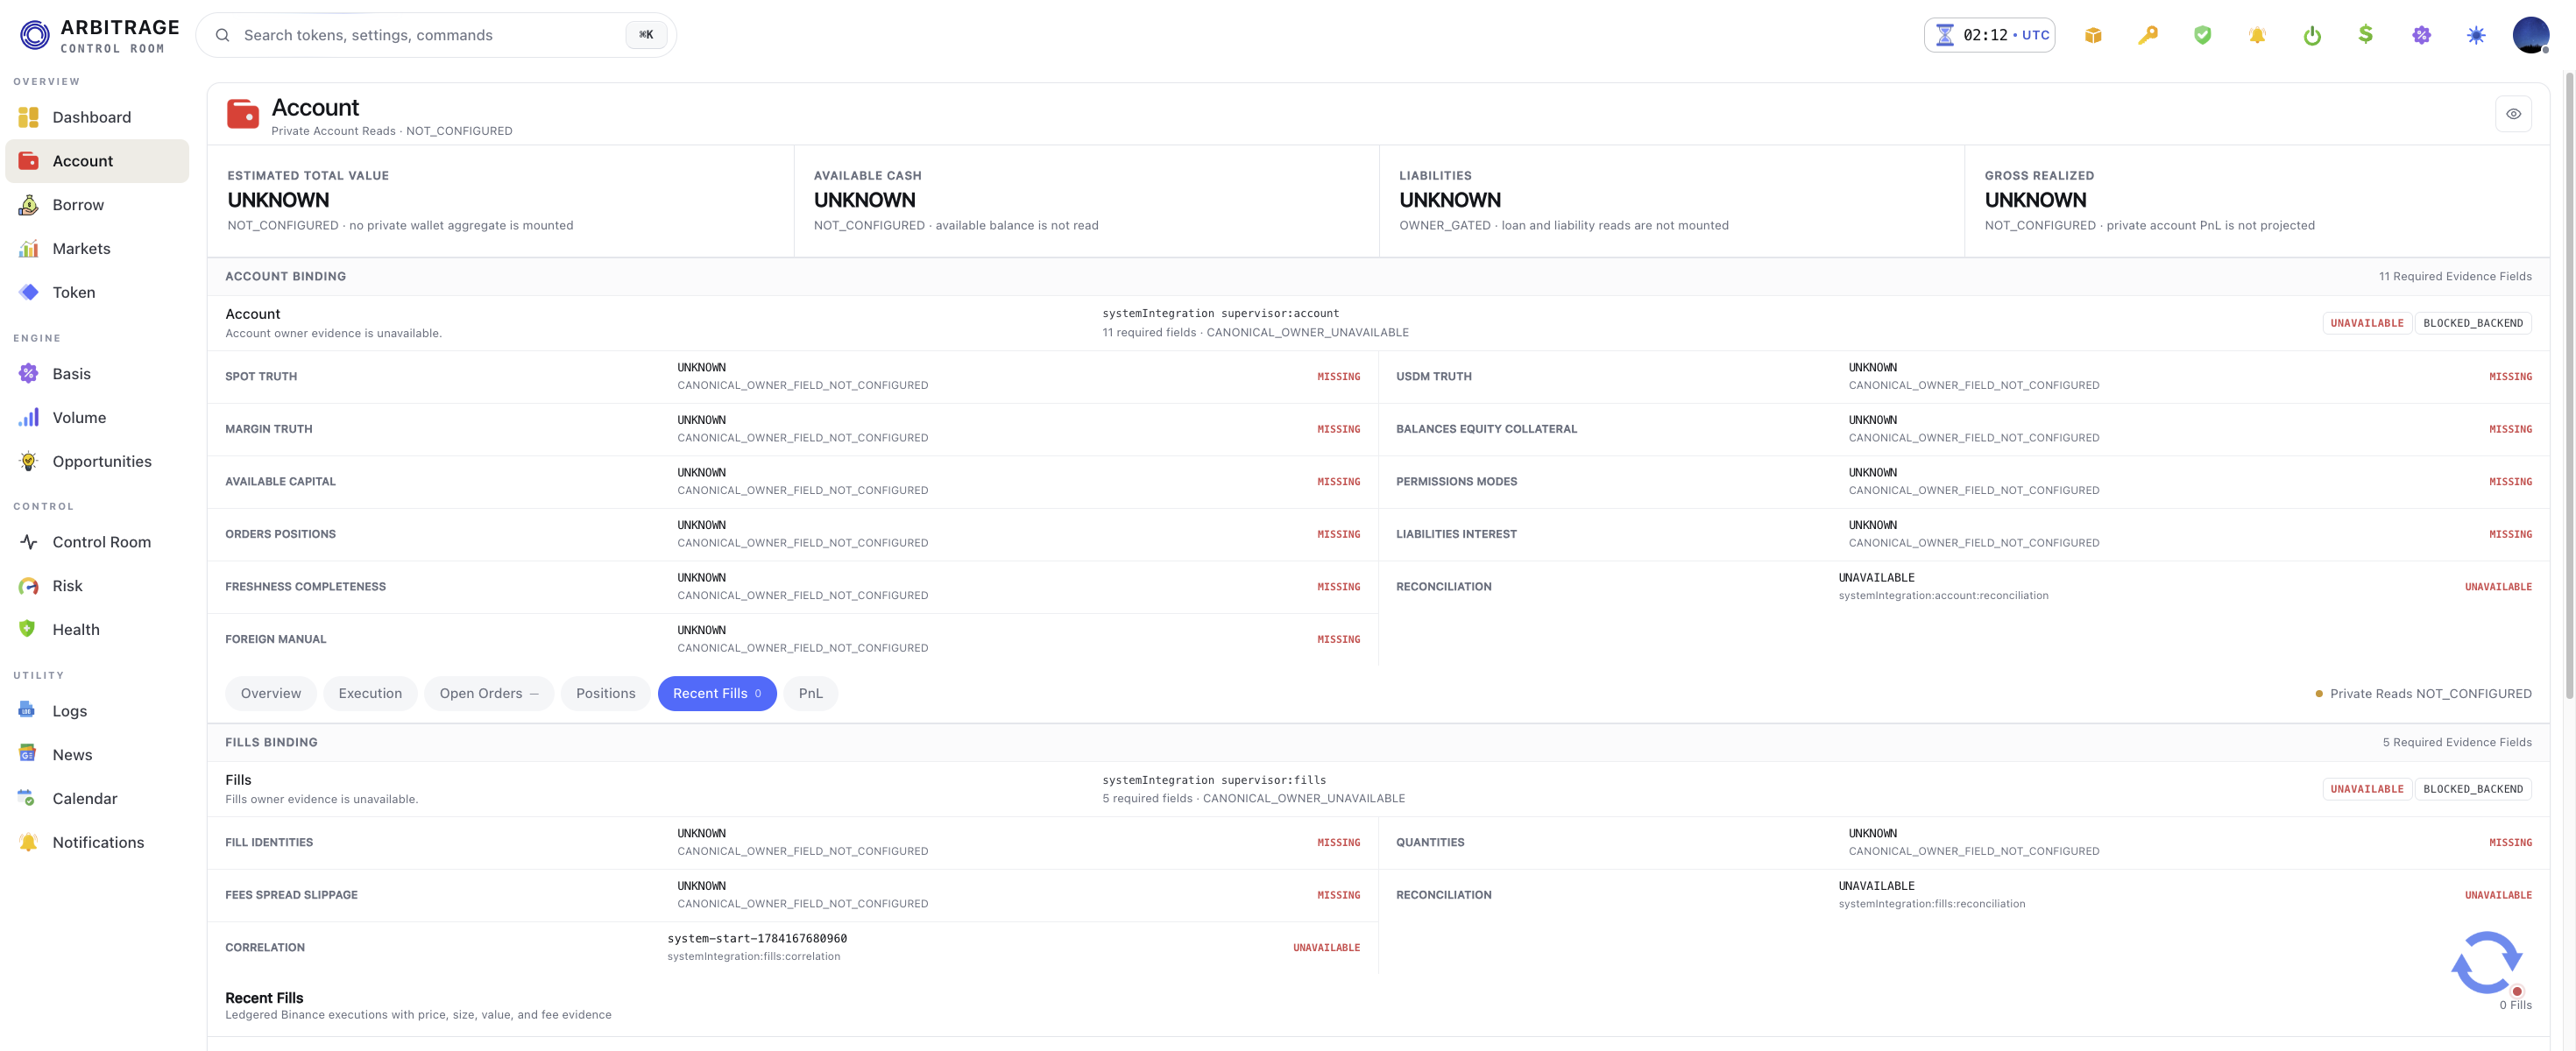 ARBITRAGE
CONTROL ROOM
Search tokens, settings, commands
⌘K
02:12 • UTC
OVERVIEW
Dashboard
Account
Borrow
Markets
Token
ENGINE
Basis
Volume
Opportunities
CONTROL
Control Room
Risk
Health
UTILITY
Logs
News
Calendar
Notifications
Account
Private Account Reads · NOT_CONFIGURED
ESTIMATED TOTAL VALUE
UNKNOWN
NOT_CONFIGURED · no private wallet aggregate is mounted
AVAILABLE CASH
UNKNOWN
NOT_CONFIGURED · available balance is not read
LIABILITIES
UNKNOWN
OWNER_GATED · loan and liability reads are not mounted
GROSS REALIZED
UNKNOWN
NOT_CONFIGURED · private account PnL is not projected
ACCOUNT BINDING
11 Required Evidence Fields
Account
Account owner evidence is unavailable.
systemIntegration supervisor:account
11 required fields · CANONICAL_OWNER_UNAVAILABLE
UNAVAILABLE BLOCKED_BACKEND
SPOT TRUTH
UNKNOWN
CANONICAL_OWNER_FIELD_NOT_CONFIGURED
MISSING
USDM TRUTH
UNKNOWN
CANONICAL_OWNER_FIELD_NOT_CONFIGURED
MISSING
MARGIN TRUTH
UNKNOWN
CANONICAL_OWNER_FIELD_NOT_CONFIGURED
MISSING
BALANCES EQUITY COLLATERAL
UNKNOWN
CANONICAL_OWNER_FIELD_NOT_CONFIGURED
MISSING
AVAILABLE CAPITAL
UNKNOWN
CANONICAL_OWNER_FIELD_NOT_CONFIGURED
MISSING
PERMISSIONS MODES
UNKNOWN
CANONICAL_OWNER_FIELD_NOT_CONFIGURED
MISSING
ORDERS POSITIONS
UNKNOWN
CANONICAL_OWNER_FIELD_NOT_CONFIGURED
MISSING
LIABILITIES INTEREST
UNKNOWN
CANONICAL_OWNER_FIELD_NOT_CONFIGURED
MISSING
FRESHNESS COMPLETENESS
UNKNOWN
CANONICAL_OWNER_FIELD_NOT_CONFIGURED
MISSING
RECONCILIATION
UNAVAILABLE
systemIntegration:account:reconciliation
UNAVAILABLE
FOREIGN MANUAL
UNKNOWN
CANONICAL_OWNER_FIELD_NOT_CONFIGURED
MISSING
Overview
Execution
Open Orders —
Positions
Recent Fills 0
PnL
Private Reads NOT_CONFIGURED
FILLS BINDING
5 Required Evidence Fields
Fills
Fills owner evidence is unavailable.
systemIntegration supervisor:fills
5 required fields · CANONICAL_OWNER_UNAVAILABLE
UNAVAILABLE BLOCKED_BACKEND
FILL IDENTITIES
UNKNOWN
CANONICAL_OWNER_FIELD_NOT_CONFIGURED
MISSING
QUANTITIES
UNKNOWN
CANONICAL_OWNER_FIELD_NOT_CONFIGURED
MISSING
FEES SPREAD SLIPPAGE
UNKNOWN
CANONICAL_OWNER_FIELD_NOT_CONFIGURED
MISSING
RECONCILIATION
UNAVAILABLE
systemIntegration:fills:reconciliation
UNAVAILABLE
CORRELATION
system-start-1784167680960
systemIntegration:fills:correlation
UNAVAILABLE
Recent Fills
Ledgered Binance executions with price, size, value, and fee evidence
0 Fills